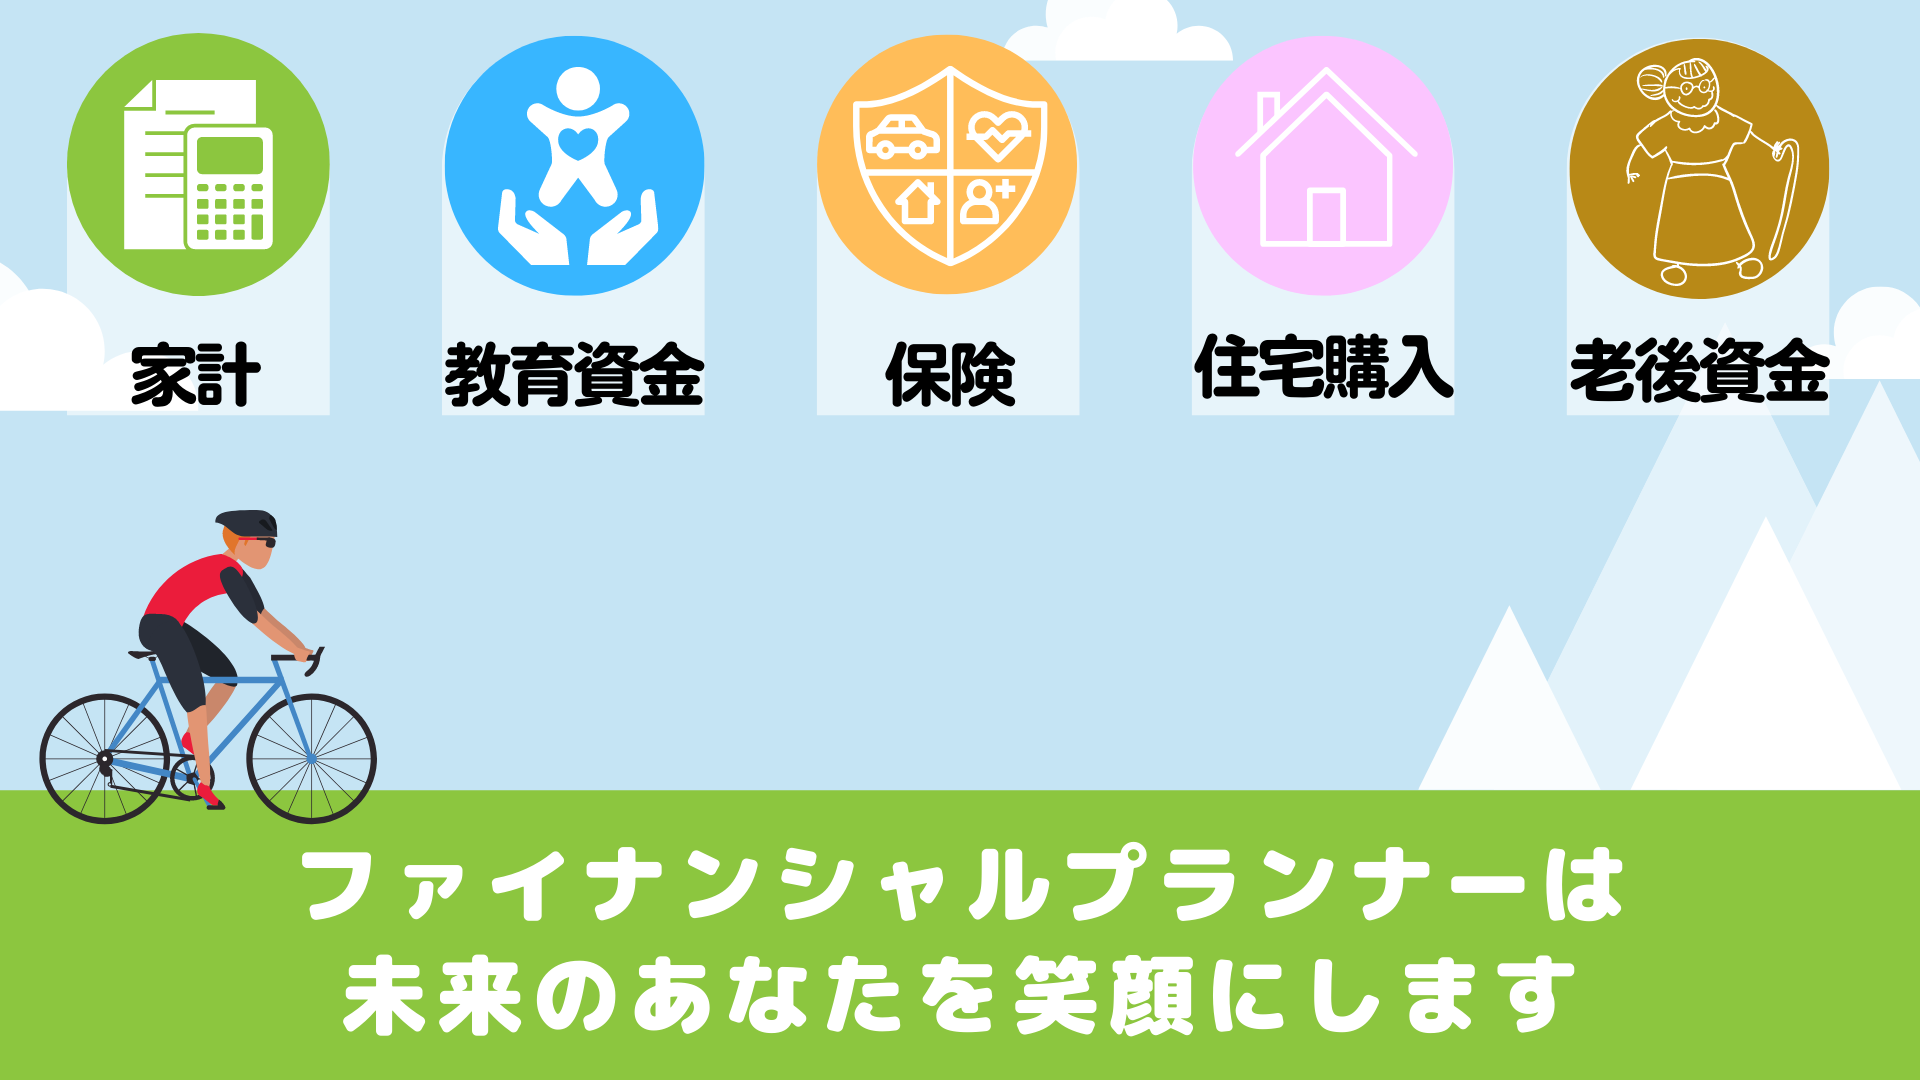 家計
教育資金
保険
住宅購入
老後資金
ファイナンシャルプランナーは
未来のあなたを笑顔にします